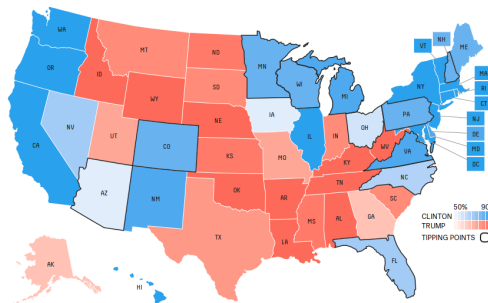 WA
MT
ND
OR
ID
SD
WY
MN
WI
MI
VT
NH
ME
NY
MA
RI
CT
NJ
DE
MD
DC
PA
NE
IA
IL
IN
OH
WV
VA
NV
UT
CO
KS
MO
KY
CA
AZ
NM
OK
AR
TN
NC
SC
TX
LA
MS
AL
GA
FL
AK
HI
50% 90
CLINTON
TRUMP
TIPPING POINTS